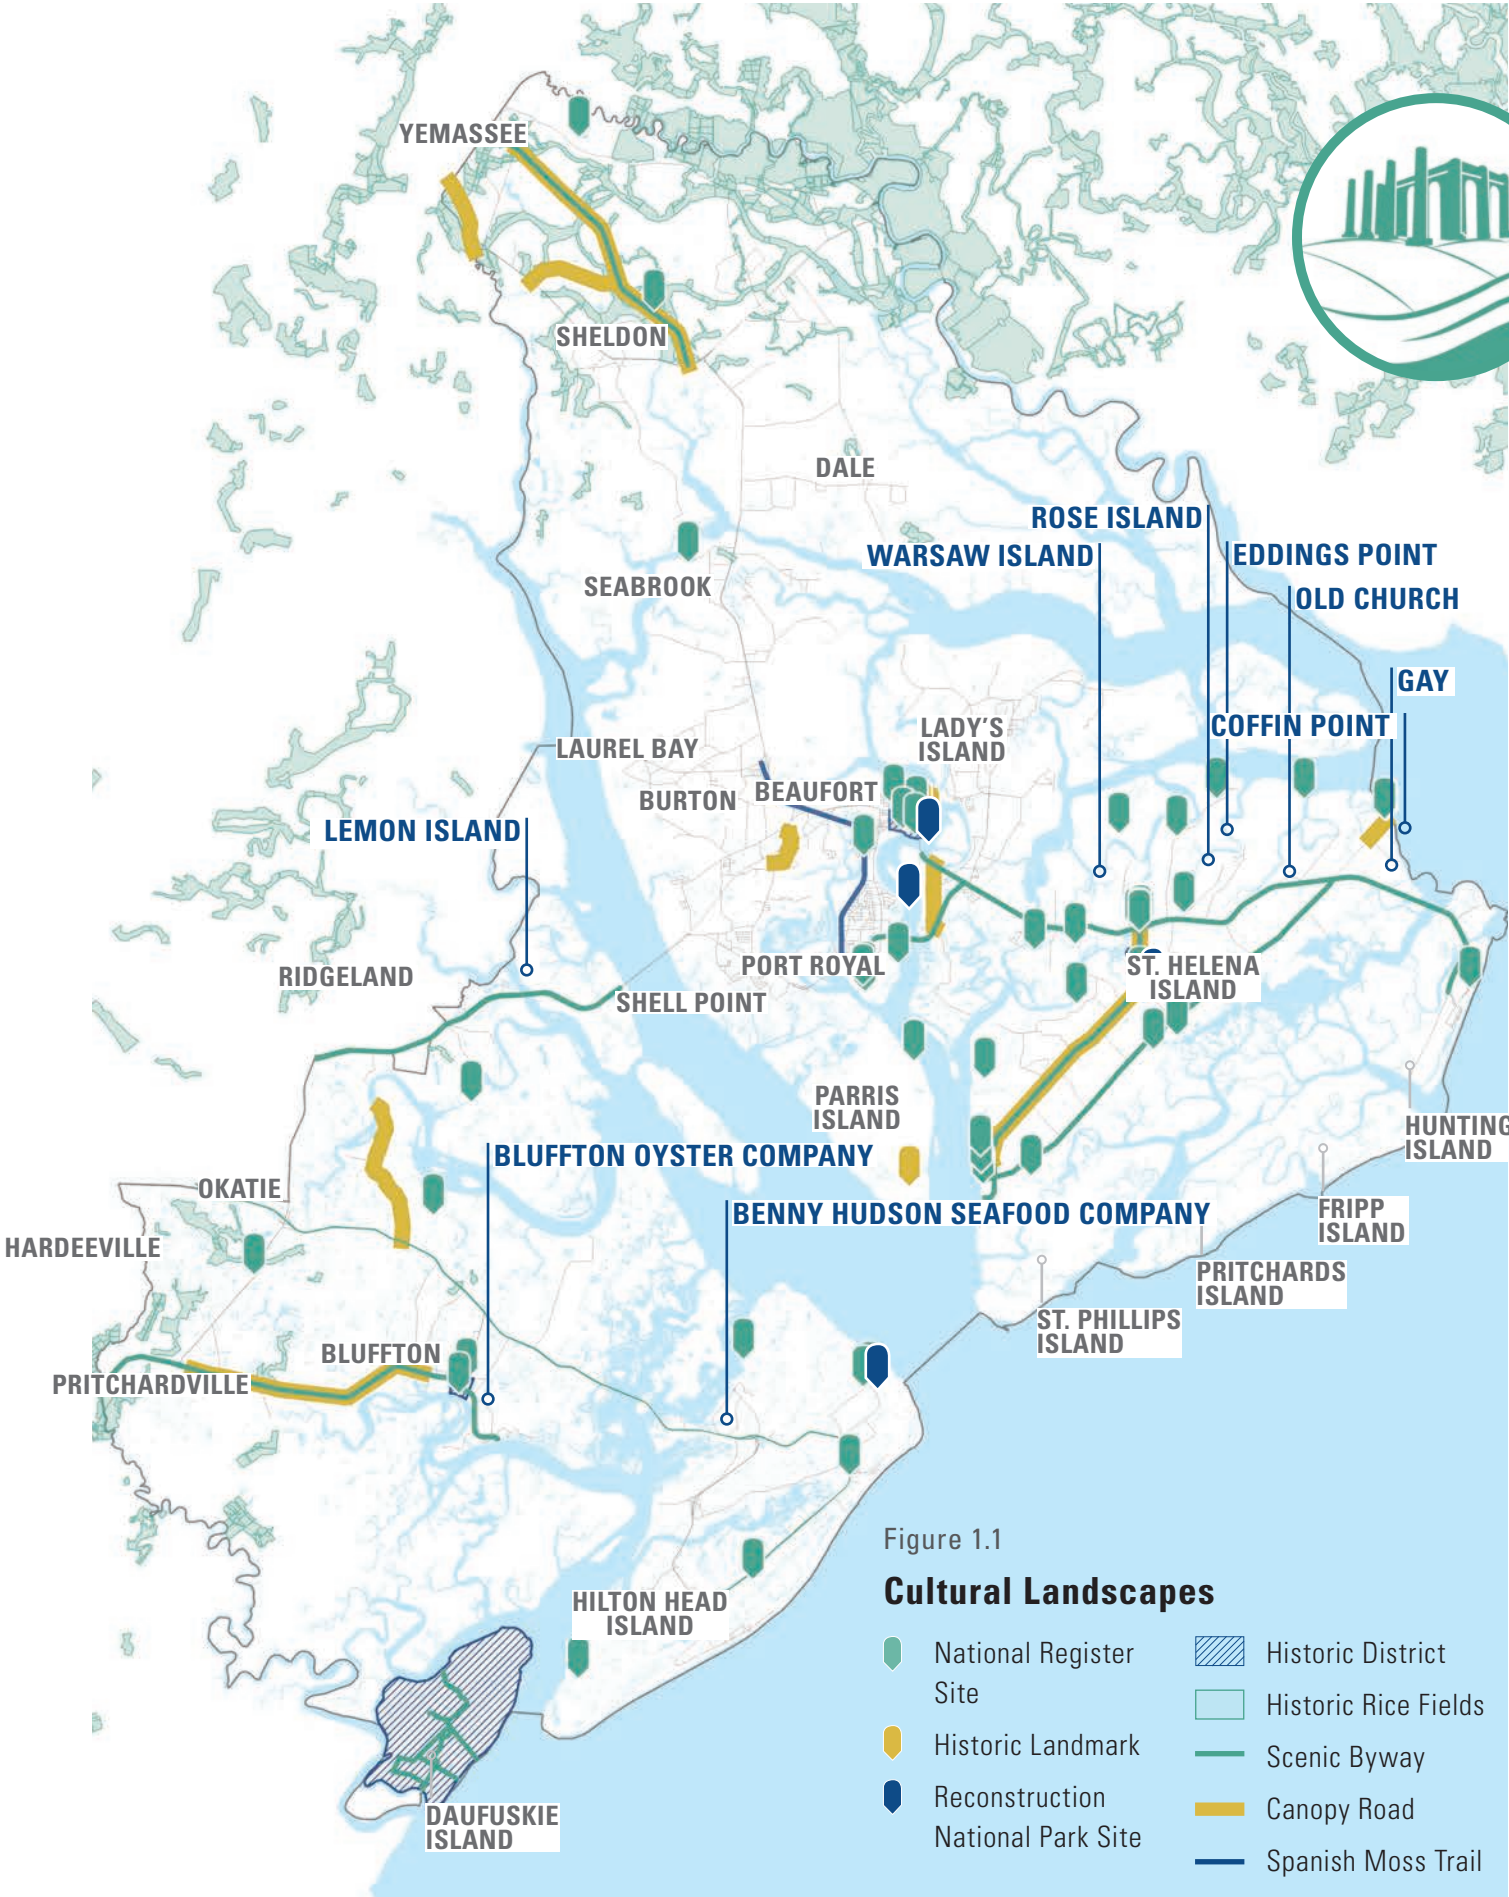 YEMASSEE
SHELDON
DALE
ROSE ISLAND
WARSAW ISLAND
EDDINGS POINT
SEABROOK
OLD CHURCH
GAY
LADY'S
ISLAND
COFFIN POINT
LAUREL BAY
BURTON
BEAUFORT
LEMON ISLAND
RIDGELAND
PORT ROYAL
ST. HELENA
ISLAND
SHELL POINT
PARRIS
ISLAND
HUNTING
ISLAND
BLUFFTON OYSTER COMPANY
OKATIE
BENNY HUDSON SEAFOOD COMPANY
FRIPP
ISLAND
HARDEEVILLE
PRITCHARDS
ISLAND
ST. PHILLIPS
ISLAND
BLUFFTON
PRITCHARDVILLE
HILTON HEAD
ISLAND
DAUFUSKIE
ISLAND
Figure 1.1
Cultural Landscapes
National Register
Site
Historic Landmark
Reconstruction
National Park Site
Historic District
Historic Rice Fields
Scenic Byway
Canopy Road
Spanish Moss Trail